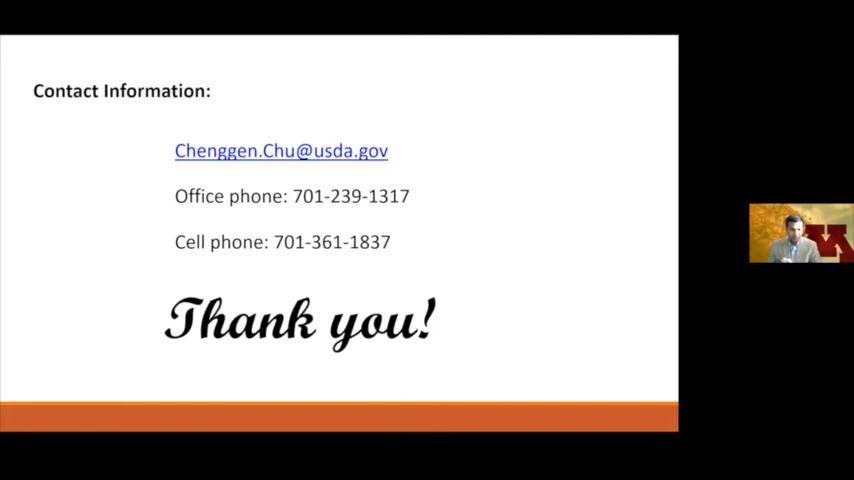 Contact Information:
Chenggen.Chu@usda.gov
Office phone: 701-239-1317
Cell phone: 701-361-1837
Thank you!
M